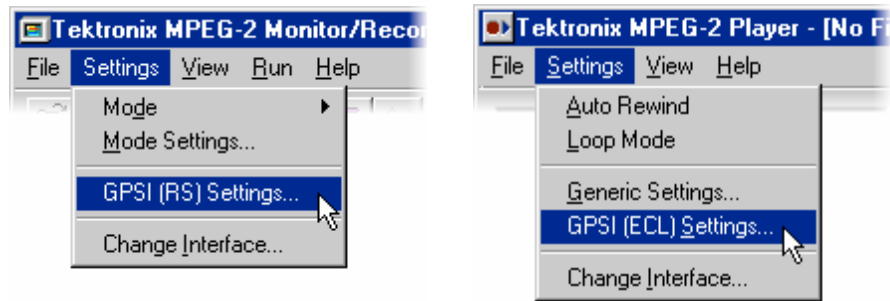 Tektronix MPEG-2 Monitor/Recor
File Settings View Run Help
Mode
Mode Settings...
GPSI (RS) Settings...
Change Interface...
Tektronix MPEG-2 Player - [No Fi
File Settings View Help
Auto Rewind
Loop Mode
Generic Settings...
GPSI (ECL) Settings...
Change Interface...